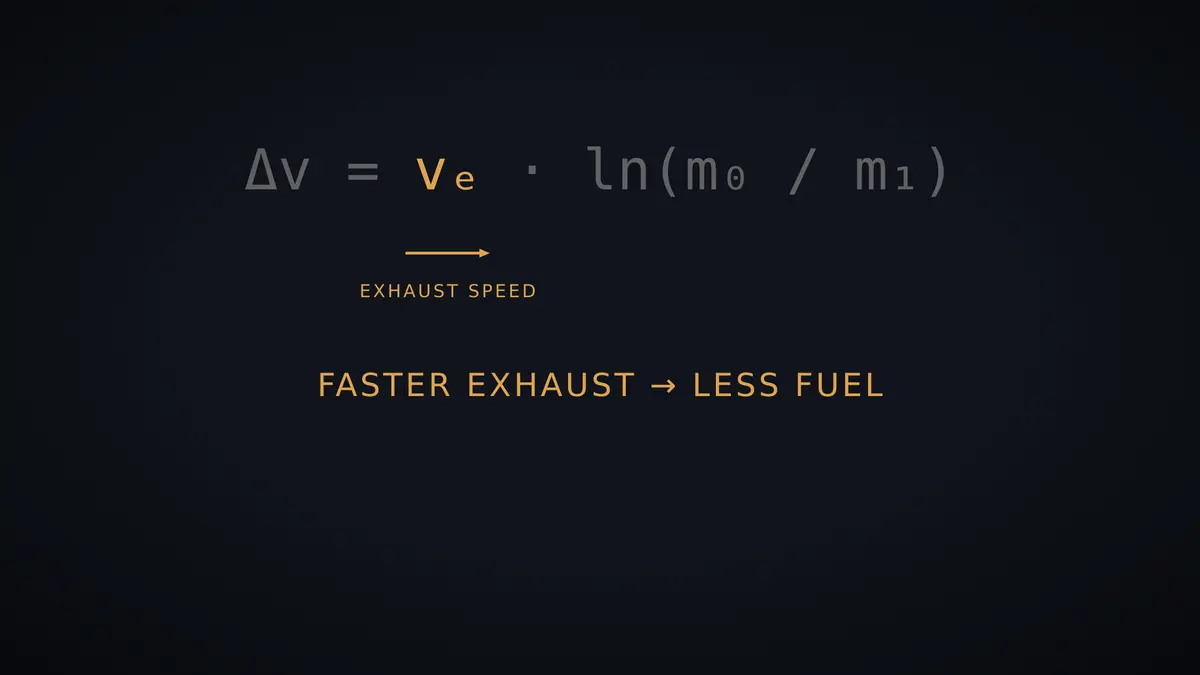 Δv = vₑ · ln(m₀ / m₁)
EXHAUST SPEED
FASTER EXHAUST → LESS FUEL